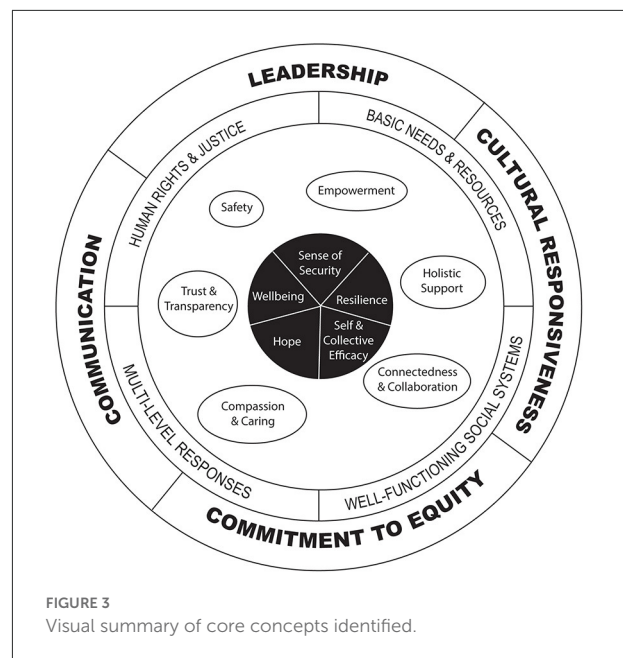 LEADERSHIP
CULTURAL RESPONSIVENESS
COMMITMENT TO EQUITY
COMMUNICATION
HUMAN RIGHTS & JUSTICE
BASIC NEEDS & RESOURCES
WELL-FUNCTIONING SOCIAL SYSTEMS
MULTI-LEVEL RESPONSES
Safety
Empowerment
Holistic
Support
Connectedness
& Collaboration
Compassion
& Caring
Trust &
Transparency
Sense of
Security
Resilience
Self &
Collective
Efficacy
Hope
Wellbeing
FIGURE 3
Visual summary of core concepts identified.